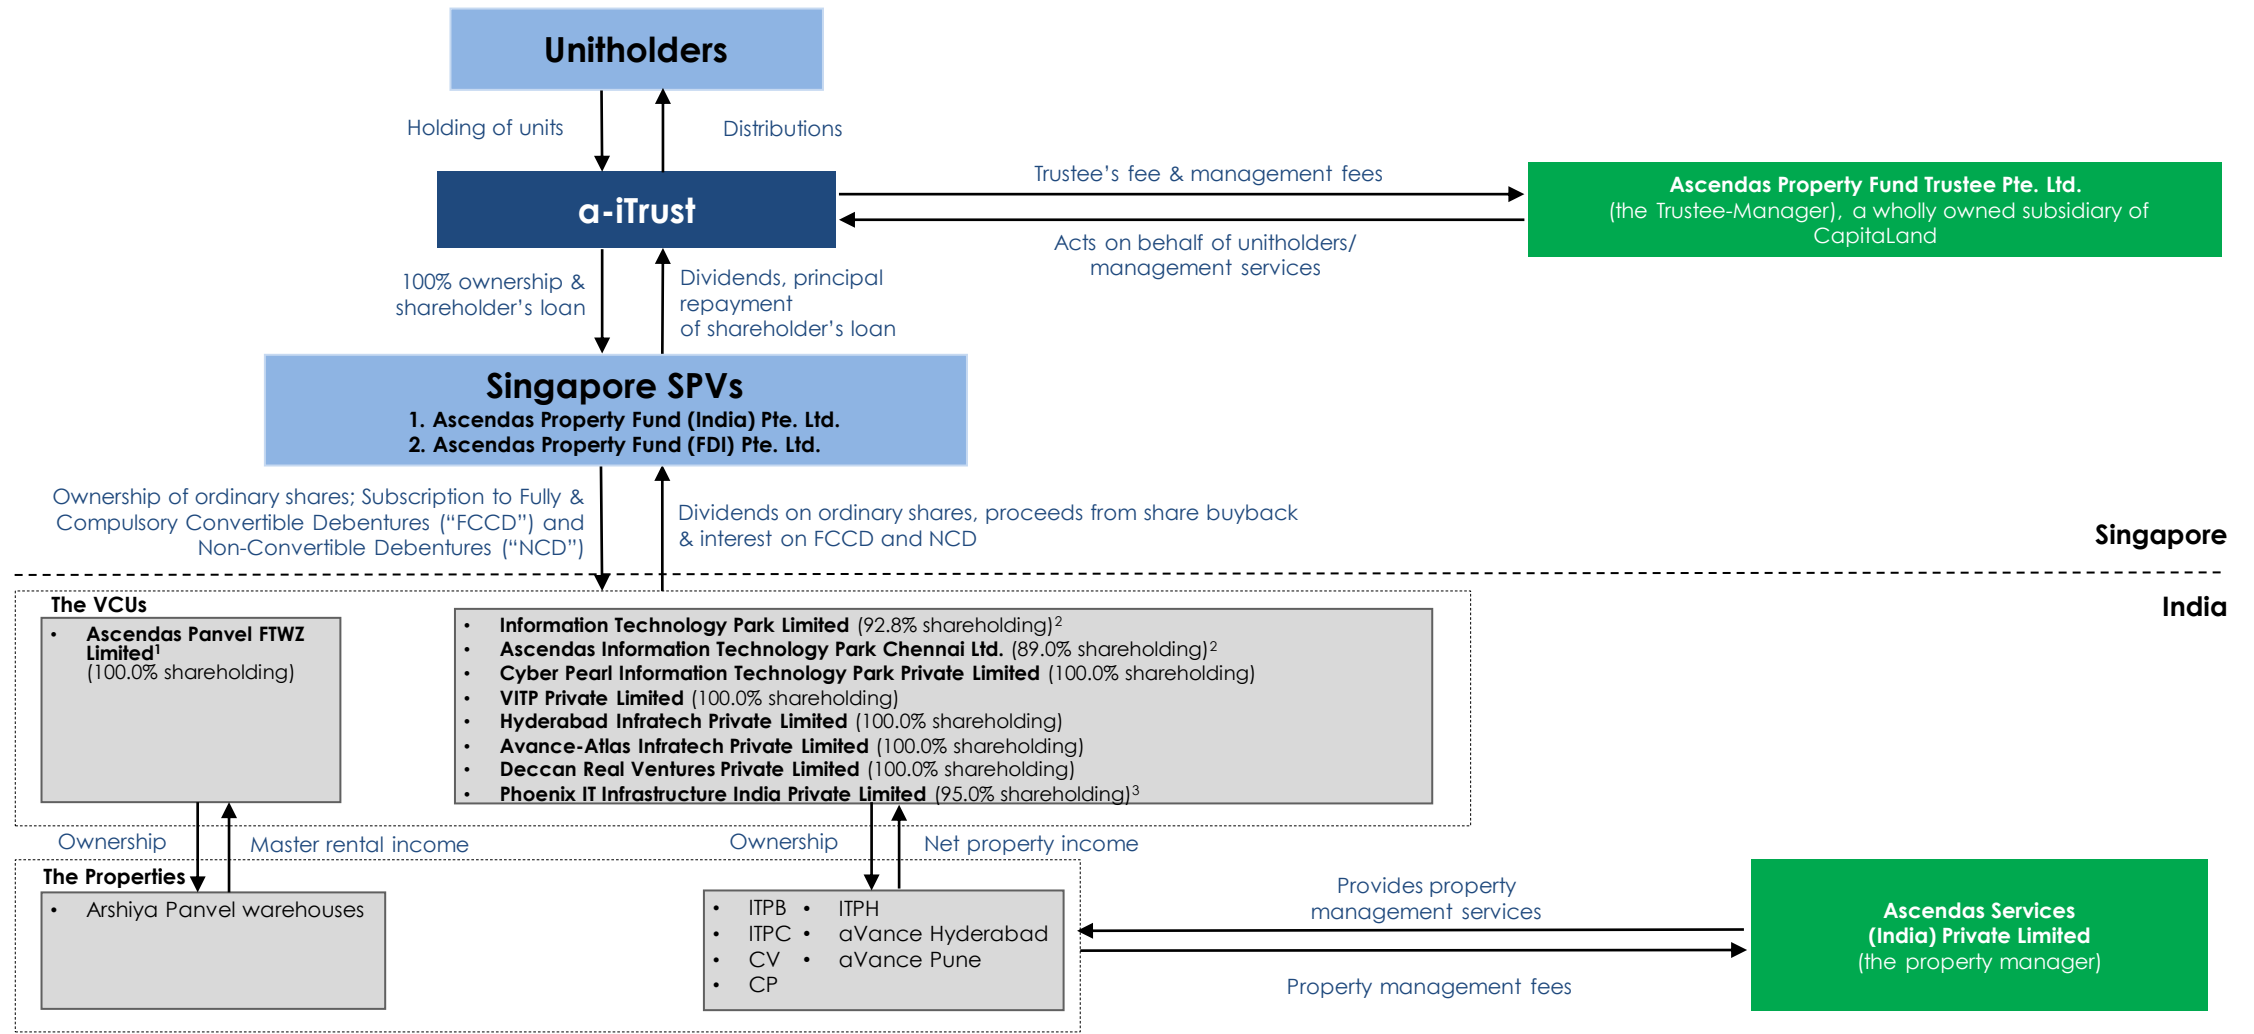 Unitholders
Holding of units
Distributions
a-iTrust
Trustee's fee & management fees
Acts on behalf of unitholders/
management services
Ascendas Property Fund Trustee Pte. Ltd.
(the Trustee-Manager), a wholly owned subsidiary of
CapitaLand
100% ownership &
shareholder's loan
Dividends, principal
repayment
of shareholder's loan
Singapore SPVs
1. Ascendas Property Fund (India) Pte. Ltd.
2. Ascendas Property Fund (FDI) Pte. Ltd.
Ownership of ordinary shares; Subscription to Fully &
Compulsory Convertible Debentures (“FCCD”) and
Non-Convertible Debentures (“NCD”)
Dividends on ordinary shares, proceeds from share buyback
& interest on FCCD and NCD
Singapore
India
The VCUs
• Ascendas Panvel FTWZ
Limited¹
(100.0% shareholding)
• Information Technology Park Limited (92.8% shareholding)²
• Ascendas Information Technology Park Chennai Ltd. (89.0% shareholding)²
• Cyber Pearl Information Technology Park Private Limited (100.0% shareholding)
• VITP Private Limited (100.0% shareholding)
• Hyderabad Infratech Private Limited (100.0% shareholding)
• Avance-Atlas Infratech Private Limited (100.0% shareholding)
• Deccan Real Ventures Private Limited (100.0% shareholding)
• Phoenix IT Infrastructure India Private Limited (95.0% shareholding)³
Ownership
Master rental income
Ownership
Net property income
The Properties
• Arshiya Panvel warehouses
• ITPB
• ITPC
• CV
• CP
• ITPH
• aVance Hyderabad
• aVance Pune
Provides property
management services
Property management fees
Ascendas Services
(India) Private Limited
(the property manager)